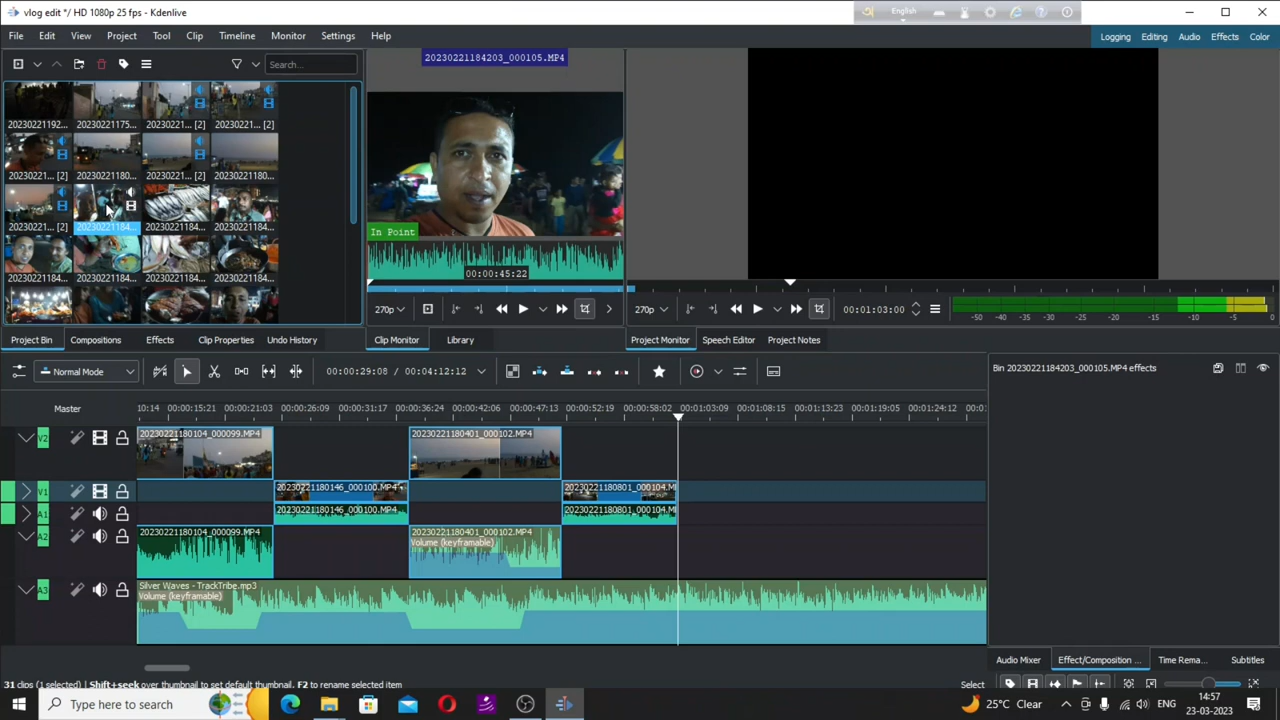 vlog edit */ HD 1080p 25 fps - Kdenlive
English
File Edit View Project Tool Clip Timeline Monitor Settings Help
Logging Editing Audio Effects Color
Search...
20230221184203_000105.MP4
20230221192... 20230221175... 20230221... [2] 2023022... [2]
2023022... [2] 20230221180... 20230221... [2] 20230221180...
2023022... [2] 20230221184... 20230221184... 20230221184...
20230221184... 20230221184... 20230221184... 20230221184...
In Point
00:00:45:22
270p 270p 00:01:03:00
-50 -40 -30 -25 -20 -15 -10 -5 0
Project Bin Compositions Effects Clip Properties Undo History Clip Monitor Library Project Monitor Speech Editor Project Notes
Normal Mode 00:00:29:08 00:04:12:12
Bin 20230221184203_000105.MP4 effects
Master 10:14 00:00:15:21 00:00:21:03 00:00:26:09 00:00:31:17 00:00:36:24 00:00:42:06 00:00:47:13 00:00:52:19 00:00:58:02 00:01:03:09 00:01:08:15 00:01:13:23 00:01:19:05 00:01:24:12 00:0
V2 20230221180104_000099.MP4 20230221180401_000102.MP4
V1 20230221180146_000100.MP4 20230221180801_000104.M
A1 20230221180146_000100.MP4 20230221180801_000104.M
A2 20230221180104_000099.MP4 20230221180401_000102.MP4
Volume (keyframable)
A3 Silver Waves - TrackTribe.mp3
Volume (keyframable)
Audio Mixer Effect/Composition ... Time Rema... Subtitles
31 clips (1 selected) | Shift+seek over thumbnail to set default thumbnail, F2 to rename selected item Select
Type here to search 25°C Clear ENG 14:57
23-03-2023